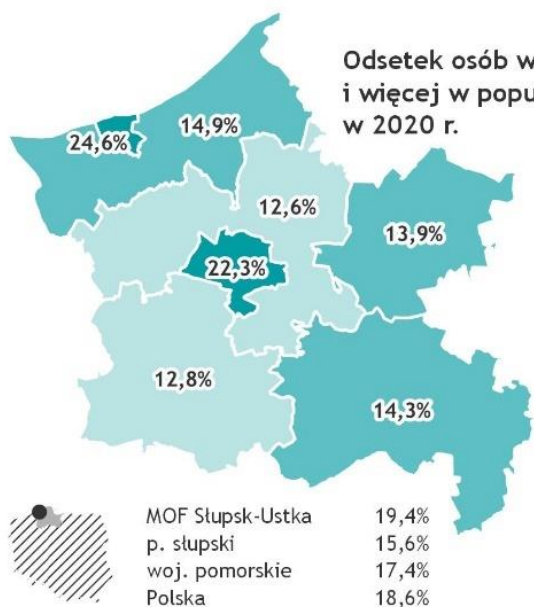 Odsetek osób w
i więcej w popu
w 2020 r.
24,6%
14,9%
12,6%
13,9%
22,3%
12,8%
14,3%
MOF Słupsk-Ustka 19,4%
p. słupski 15,6%
woj. pomorskie 17,4%
Polska 18,6%